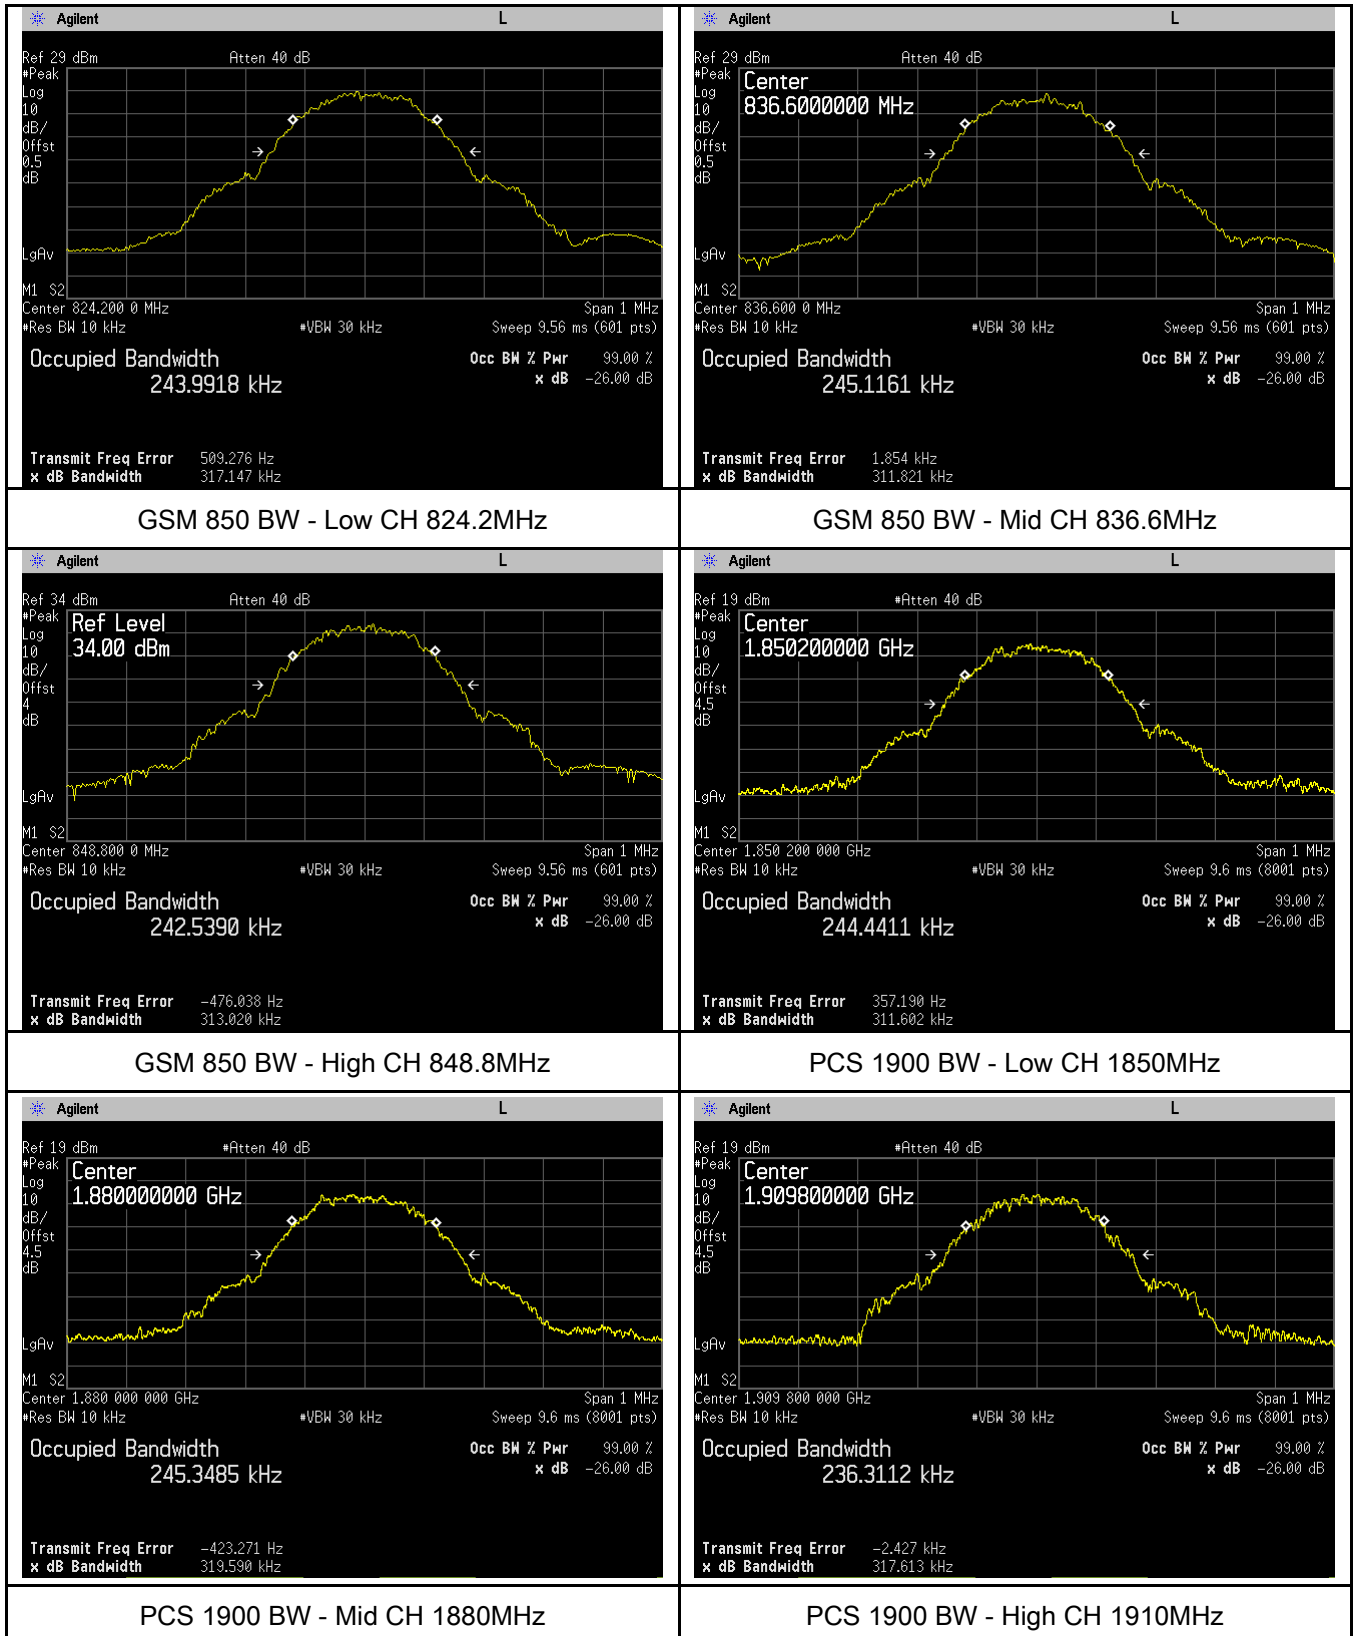 Agilent L
Ref 29 dBm Atten 40 dB
#Peak
Log
10
dB/
Offst
0.5
dB
LgAv
M1 S2
Center 824.200 0 MHz Span 1 MHz
#Res BW 10 kHz #VBW 30 kHz Sweep 9.56 ms (601 pts)
Occupied Bandwidth Occ BW % Pwr 99.00 %
243.9918 kHz x dB -26.00 dB
Transmit Freq Error 509.276 Hz
x dB Bandwidth 317.147 kHz
GSM 850 BW - Low CH 824.2MHz
Agilent L
Ref 29 dBm Atten 40 dB
#Peak
Log
10
dB/
Offst
0.5
dB
Center
836.6000000 MHz
LgAv
M1 S2
Center 836.600 0 MHz Span 1 MHz
#Res BW 10 kHz #VBW 30 kHz Sweep 9.56 ms (601 pts)
Occupied Bandwidth Occ BW % Pwr 99.00 %
245.1161 kHz x dB -26.00 dB
Transmit Freq Error 1.854 kHz
x dB Bandwidth 311.821 kHz
GSM 850 BW - Mid CH 836.6MHz
Agilent L
Ref 34 dBm Atten 40 dB
#Peak
Log
10
dB/
Offst
4
dB
Ref Level
34.00 dBm
LgAv
M1 S2
Center 848.800 0 MHz Span 1 MHz
#Res BW 10 kHz #VBW 30 kHz Sweep 9.56 ms (601 pts)
Occupied Bandwidth Occ BW % Pwr 99.00 %
242.5390 kHz x dB -26.00 dB
Transmit Freq Error -476.038 Hz
x dB Bandwidth 313.020 kHz
GSM 850 BW - High CH 848.8MHz
Agilent L
Ref 19 dBm #Atten 40 dB
#Peak
Log
10
dB/
Offst
4.5
dB
Center
1.850200000 GHz
LgAv
M1 S2
Center 1.850 200 000 GHz Span 1 MHz
#Res BW 10 kHz #VBW 30 kHz Sweep 9.6 ms (8001 pts)
Occupied Bandwidth Occ BW % Pwr 99.00 %
244.4411 kHz x dB -26.00 dB
Transmit Freq Error 357.190 Hz
x dB Bandwidth 311.602 kHz
PCS 1900 BW - Low CH 1850MHz
Agilent L
Ref 19 dBm #Atten 40 dB
#Peak
Log
10
dB/
Offst
4.5
dB
Center
1.880000000 GHz
LgAv
M1 S2
Center 1.880 000 000 GHz Span 1 MHz
#Res BW 10 kHz #VBW 30 kHz Sweep 9.6 ms (8001 pts)
Occupied Bandwidth Occ BW % Pwr 99.00 %
245.3485 kHz x dB -26.00 dB
Transmit Freq Error -423.271 Hz
x dB Bandwidth 319.590 kHz
PCS 1900 BW - Mid CH 1880MHz
Agilent L
Ref 19 dBm #Atten 40 dB
#Peak
Log
10
dB/
Offst
4.5
dB
Center
1.909800000 GHz
LgAv
M1 S2
Center 1.909 800 000 GHz Span 1 MHz
#Res BW 10 kHz #VBW 30 kHz Sweep 9.6 ms (8001 pts)
Occupied Bandwidth Occ BW % Pwr 99.00 %
236.3112 kHz x dB -26.00 dB
Transmit Freq Error -2.427 kHz
x dB Bandwidth 317.613 kHz
PCS 1900 BW - High CH 1910MHz